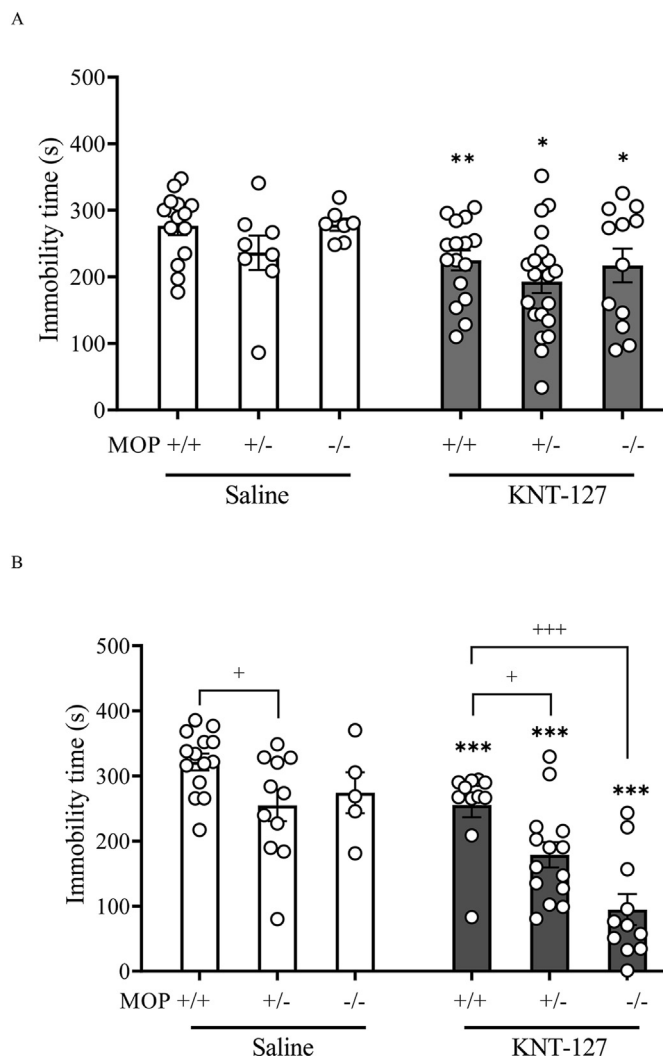 A
500
400
300
200
100
0
Immobility time (s)
** * *
MOP +/+ +/- -/- +/+ +/- -/-
Saline KNT-127
B
500
400
300
200
100
0
Immobility time (s)
+++
+ +
*** *** ***
MOP +/+ +/- -/- +/+ +/- -/-
Saline KNT-127